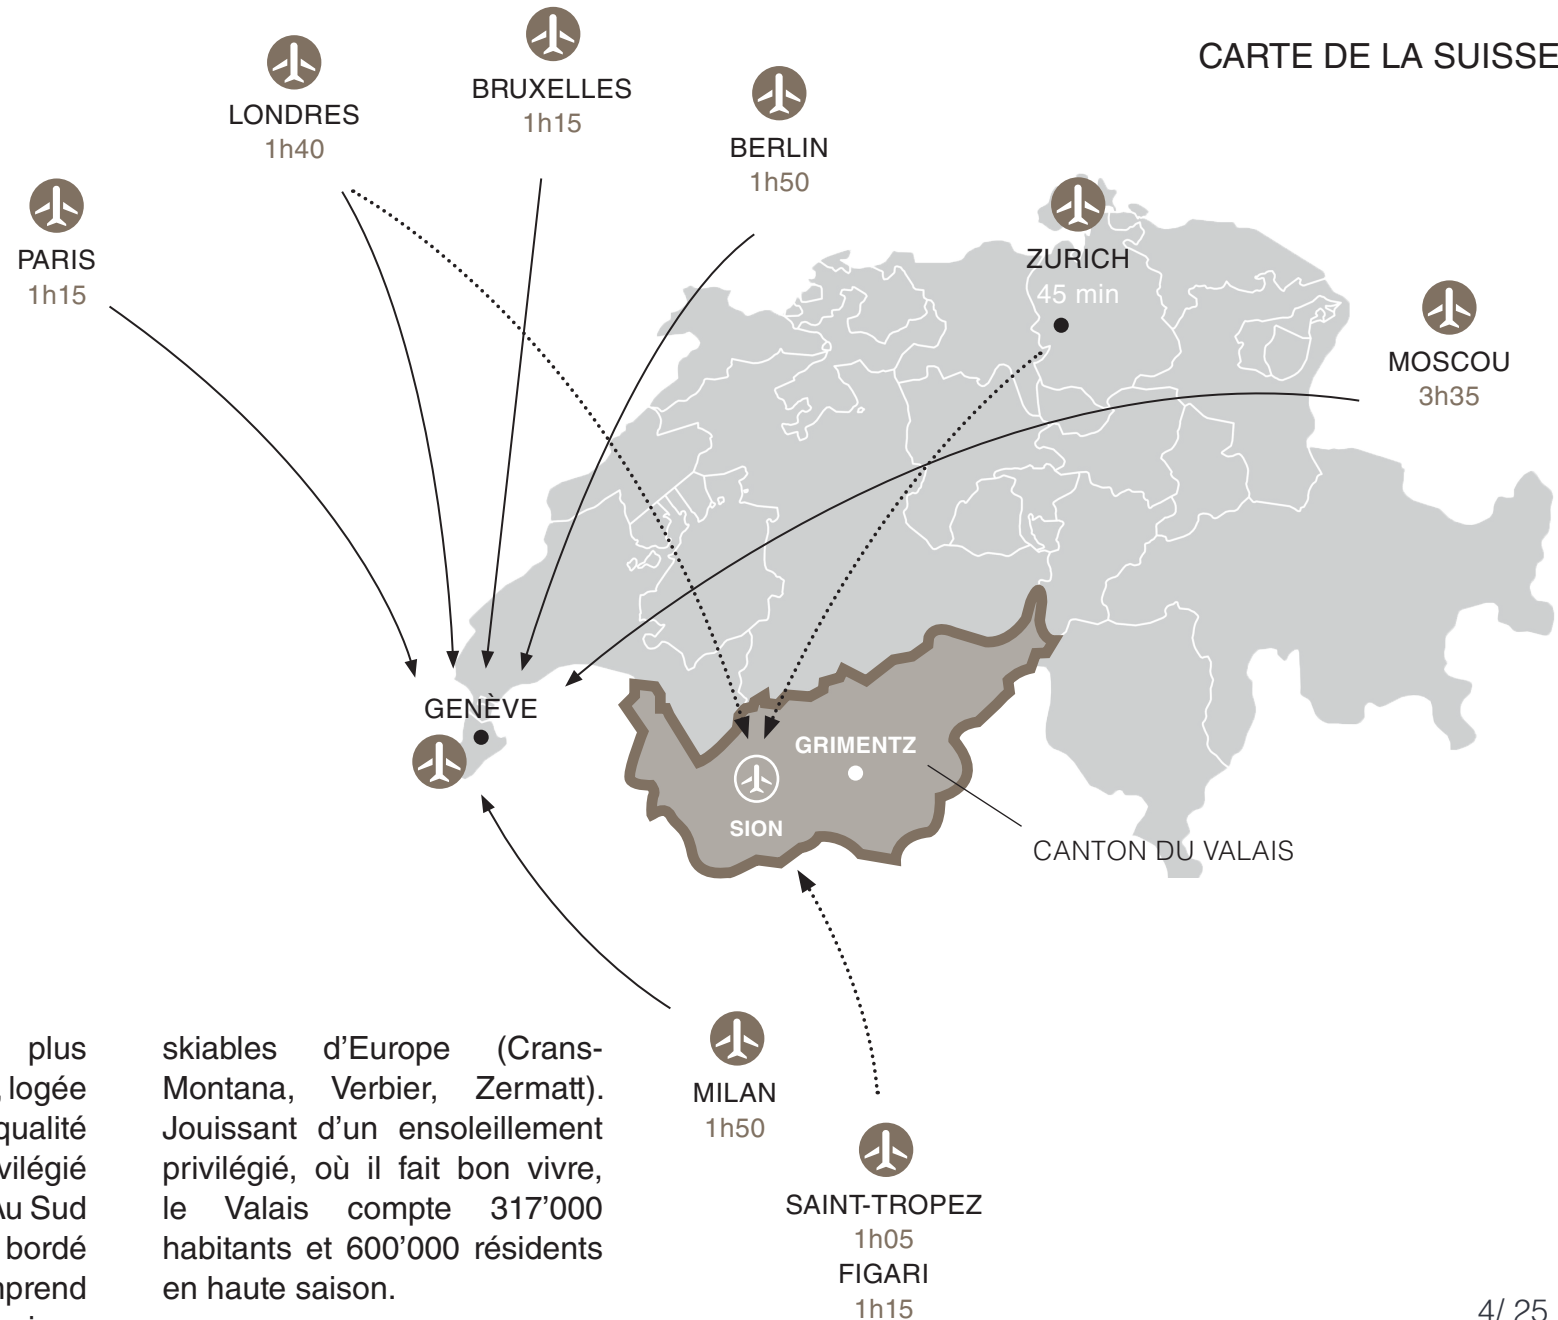 CARTE DE LA SUISSE
LONDRES
1h40
BRUXELLES
1h15
BERLIN
1h50
PARIS
1h15
ZURICH
45 min
MOSCOU
3h35
GENÈVE
GRIMENTZ
SION
CANTON DU VALAIS
MILAN
1h50
SAINT-TROPEZ
1h05
FIGARI
1h15
plus
logée
qualité
Au Sud
bordé
skiables d’Europe (Crans-
Montana, Verbier, Zermatt).
Jouissant d’un ensoleillement
privilégié, où il fait bon vivre,
le Valais compte 317’000
habitants et 600’000 résidents
en haute saison.
4/ 25